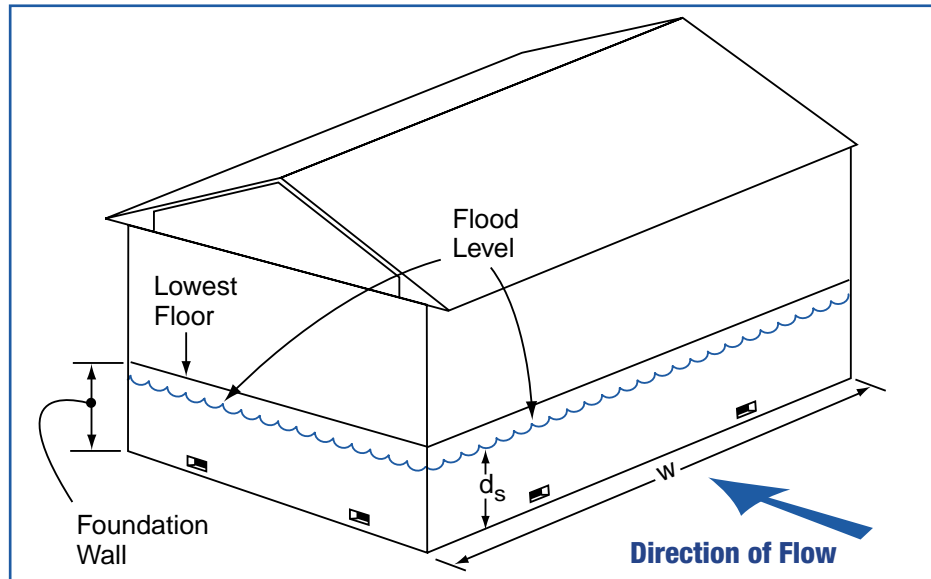 Flood
Level
Lowest
Floor
ds
W
Foundation
Wall
Direction of Flow